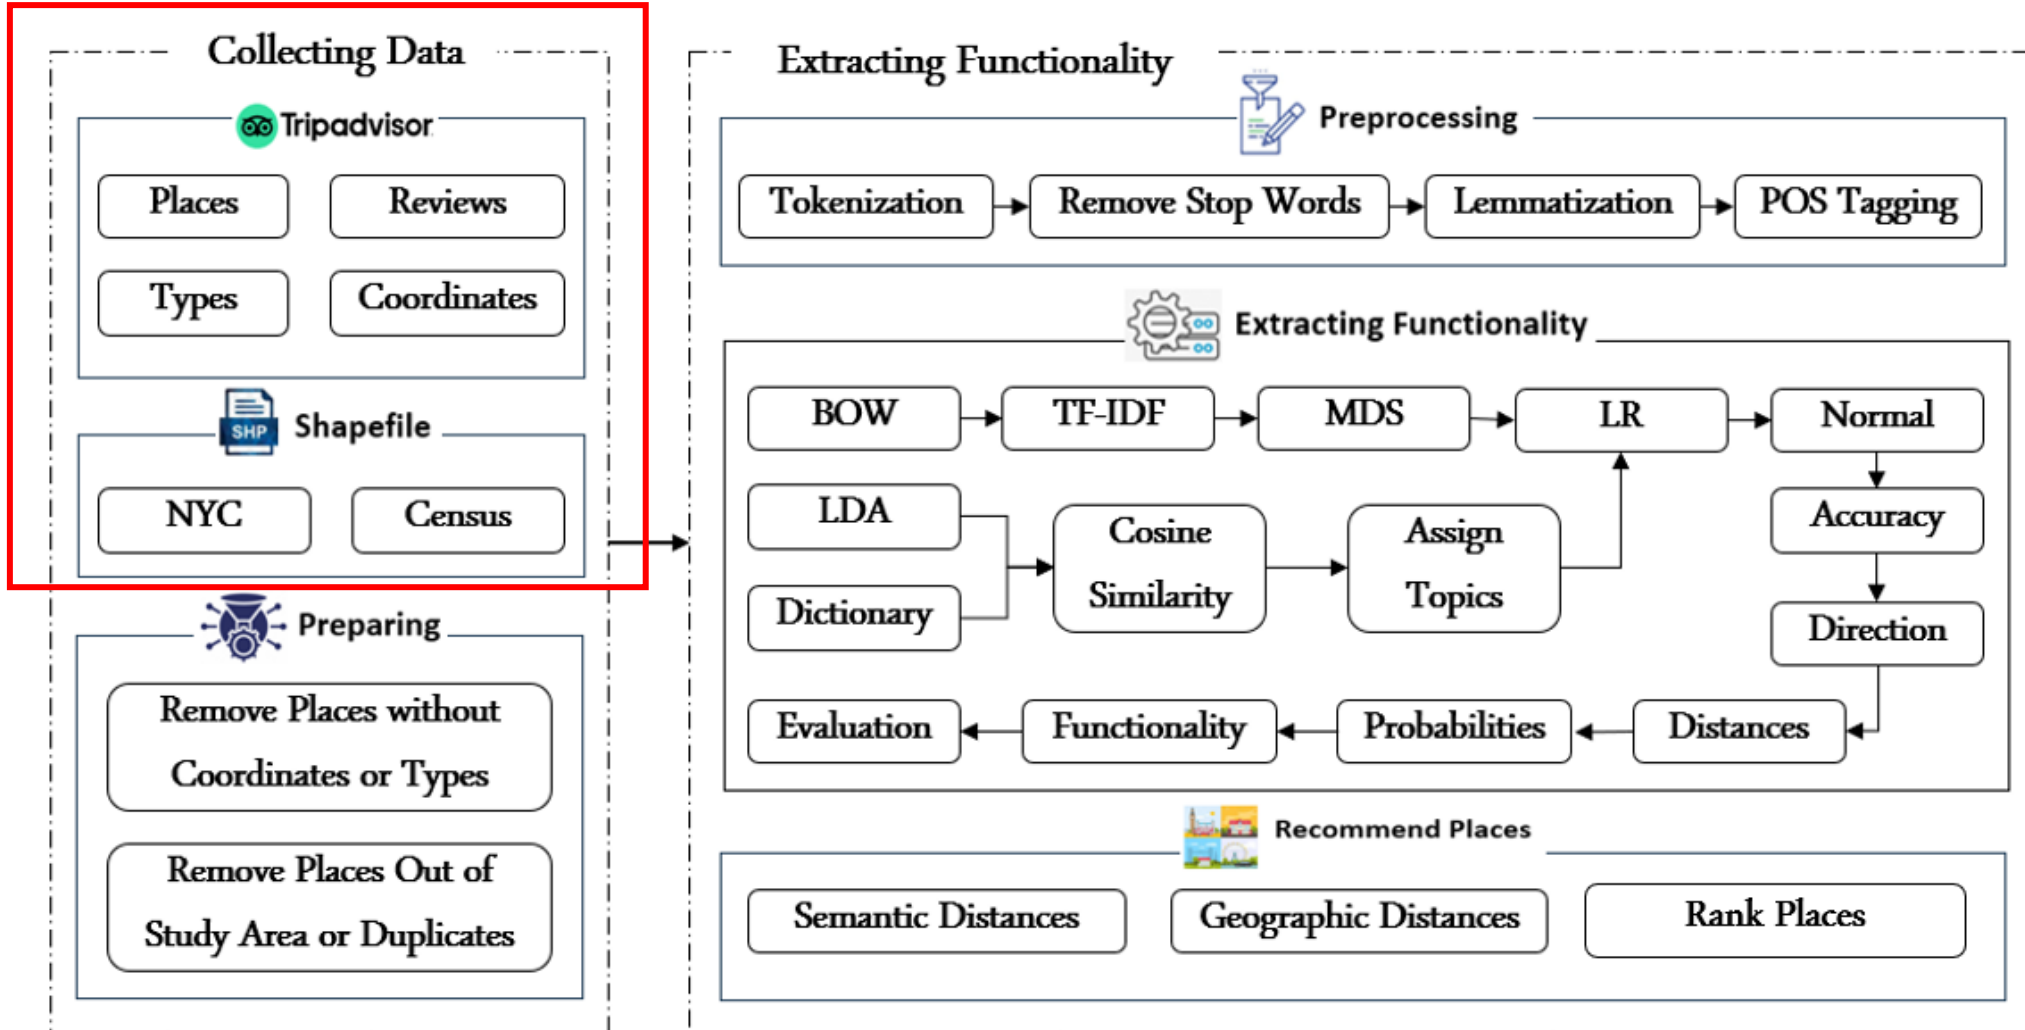 Collecting Data
Tripadvisor
Places
Reviews
Types
Coordinates
SHP
Shapefile
NYC
Census
Preparing
Remove Places without
Coordinates or Types
Remove Places Out of
Study Area or Duplicates
Extracting Functionality
Preprocessing
Tokenization
Remove Stop Words
Lemmatization
POS Tagging
Extracting Functionality
BOW
TF-IDF
MDS
LR
Normal
LDA
Dictionary
Cosine
Similarity
Assign
Topics
Accuracy
Direction
Evaluation
Functionality
Probabilities
Distances
Recommend Places
Semantic Distances
Geographic Distances
Rank Places